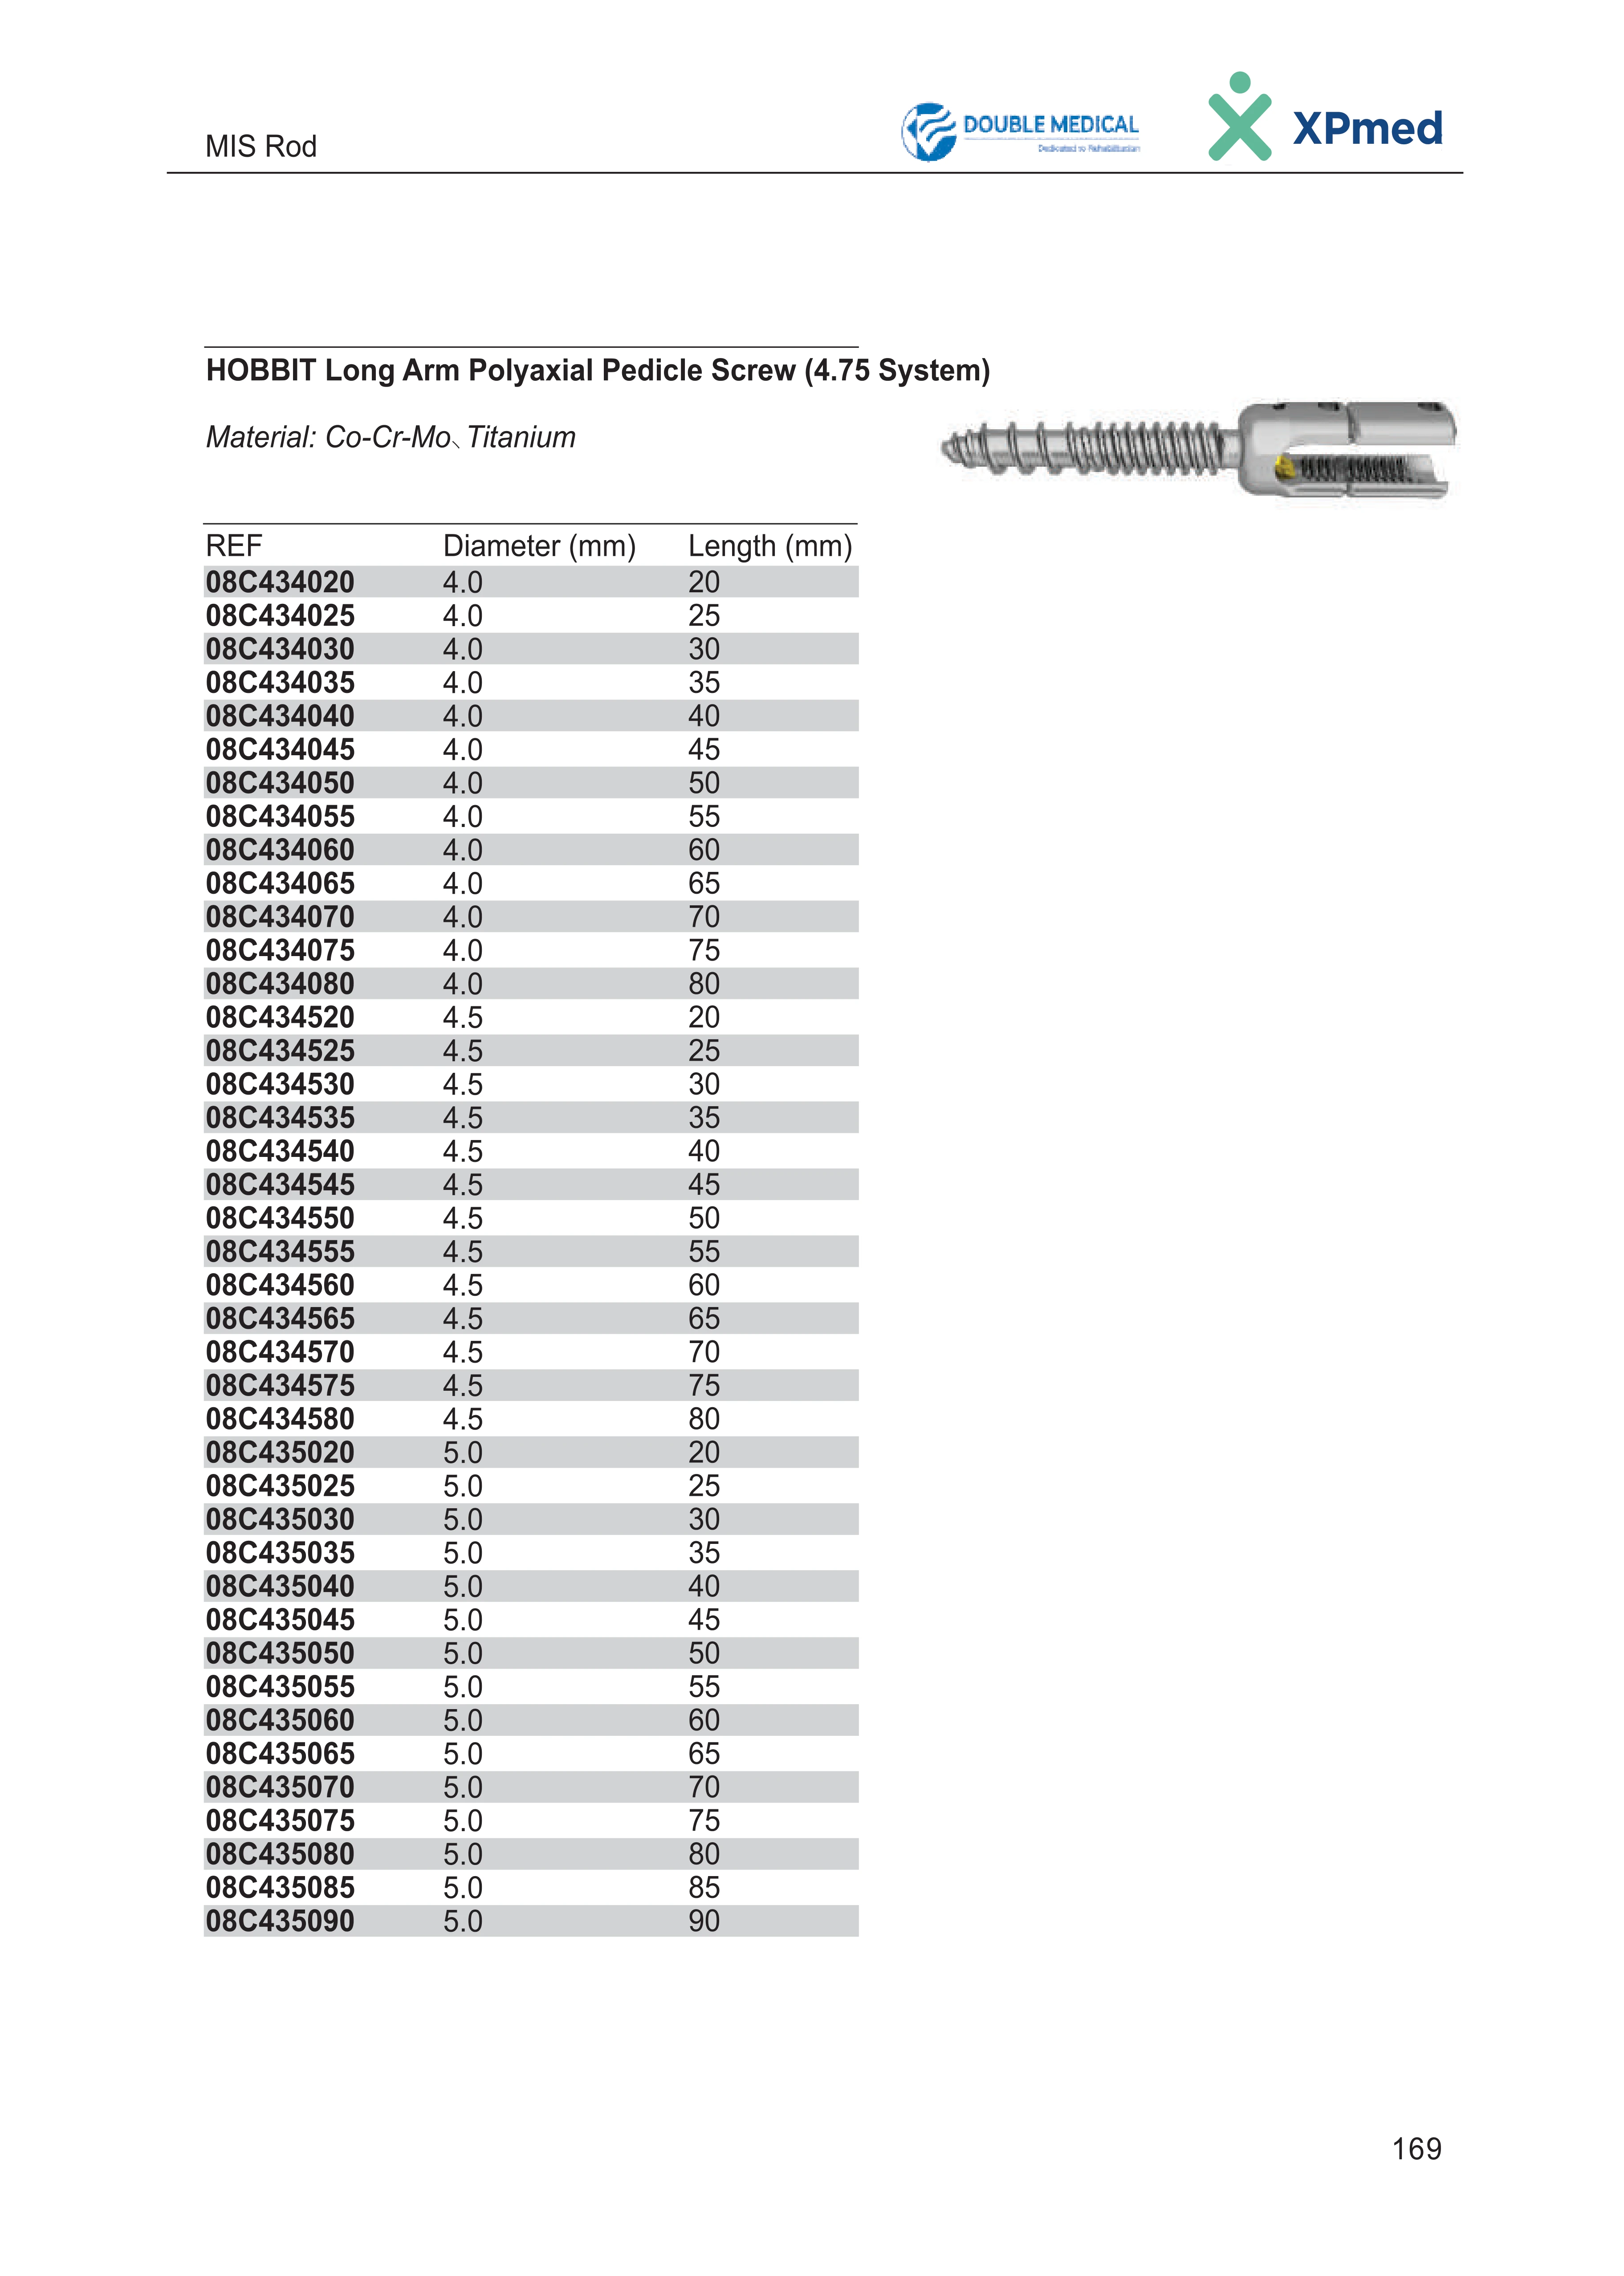 MIS Rod
DOUBLE MEDICAL
Dedicated to Rehabilitation
XPmed
HOBBIT Long Arm Polyaxial Pedicle Screw (4.75 System)
Material: Co-Cr-Mo、Titanium
REF Diameter (mm) Length (mm)
08C434020 4.0 20
08C434025 4.0 25
08C434030 4.0 30
08C434035 4.0 35
08C434040 4.0 40
08C434045 4.0 45
08C434050 4.0 50
08C434055 4.0 55
08C434060 4.0 60
08C434065 4.0 65
08C434070 4.0 70
08C434075 4.0 75
08C434080 4.0 80
08C434520 4.5 20
08C434525 4.5 25
08C434530 4.5 30
08C434535 4.5 35
08C434540 4.5 40
08C434545 4.5 45
08C434550 4.5 50
08C434555 4.5 55
08C434560 4.5 60
08C434565 4.5 65
08C434570 4.5 70
08C434575 4.5 75
08C434580 4.5 80
08C435020 5.0 20
08C435025 5.0 25
08C435030 5.0 30
08C435035 5.0 35
08C435040 5.0 40
08C435045 5.0 45
08C435050 5.0 50
08C435055 5.0 55
08C435060 5.0 60
08C435065 5.0 65
08C435070 5.0 70
08C435075 5.0 75
08C435080 5.0 80
08C435085 5.0 85
08C435090 5.0 90
169